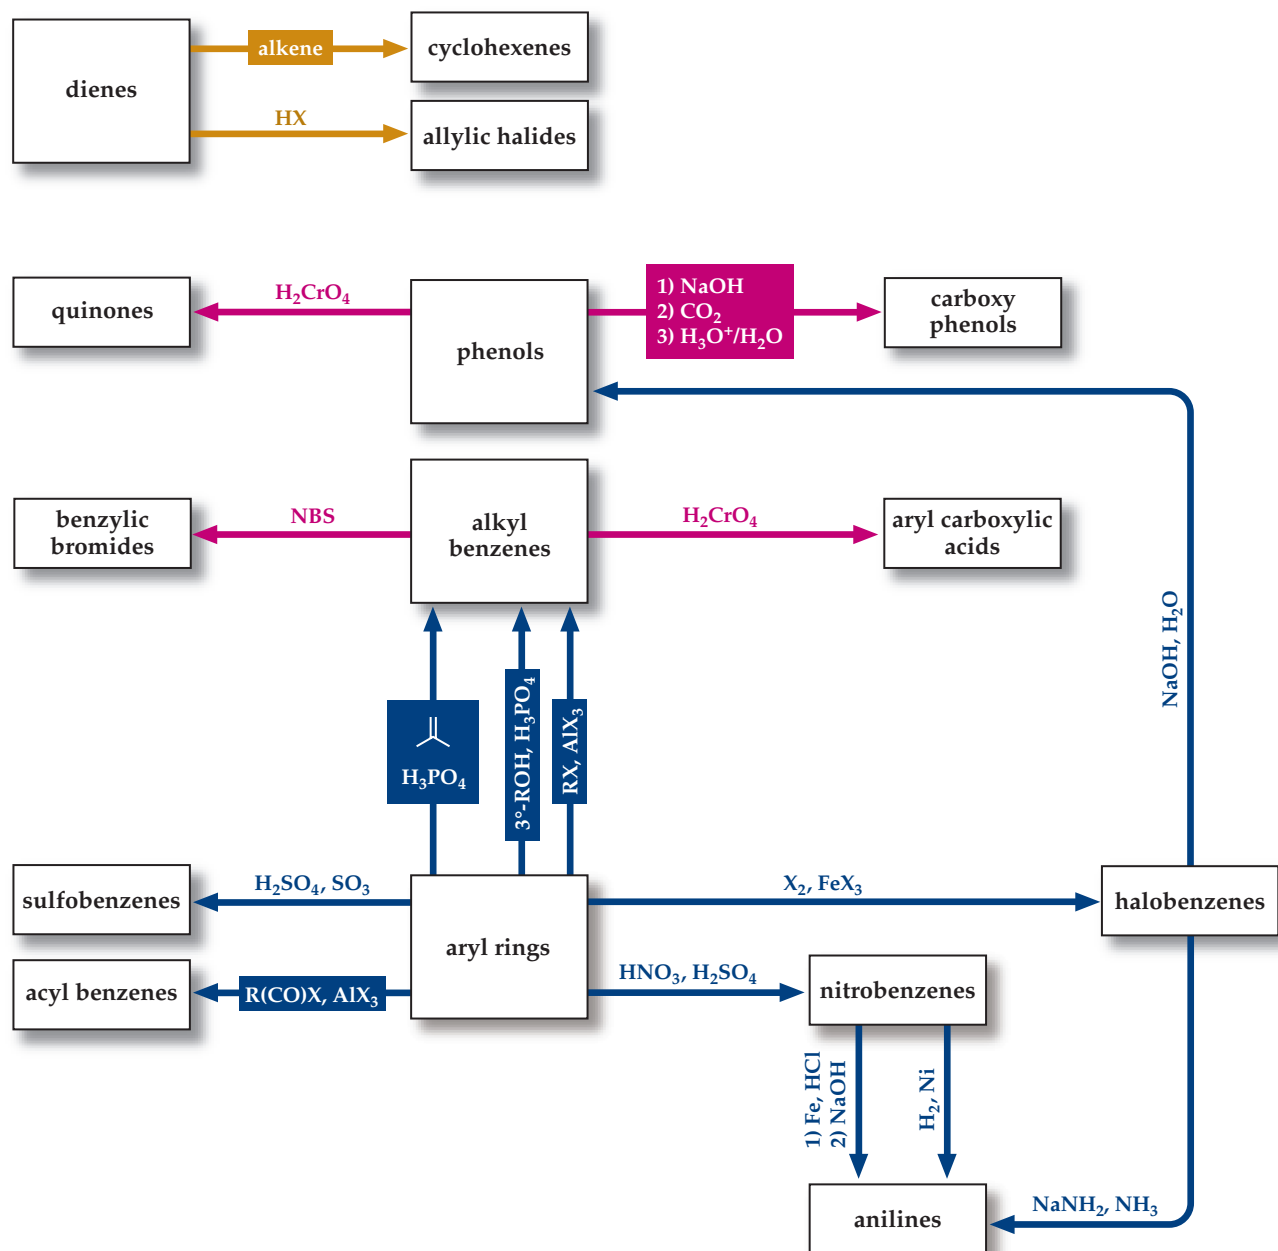 dienes
alkene
cyclohexenes
HX
allylic halides
quinones
H₂CrO₄
phenols
1) NaOH
2) CO₂
3) H₃O⁺/H₂O
carboxy
phenols
benzylic
bromides
NBS
alkyl
benzenes
H₂CrO₄
aryl carboxylic
acids
NaOH, H₂O
H₃PO₄
3°-ROH, H₃PO₄
RX, AlX₃
sulfobenzenes
H₂SO₄, SO₃
aryl rings
X₂, FeX₃
halobenzenes
acyl benzenes
R(CO)X, AlX₃
HNO₃, H₂SO₄
nitrobenzenes
1) Fe, HCl
2) NaOH
H₂, Ni
anilines
NaNH₂, NH₃